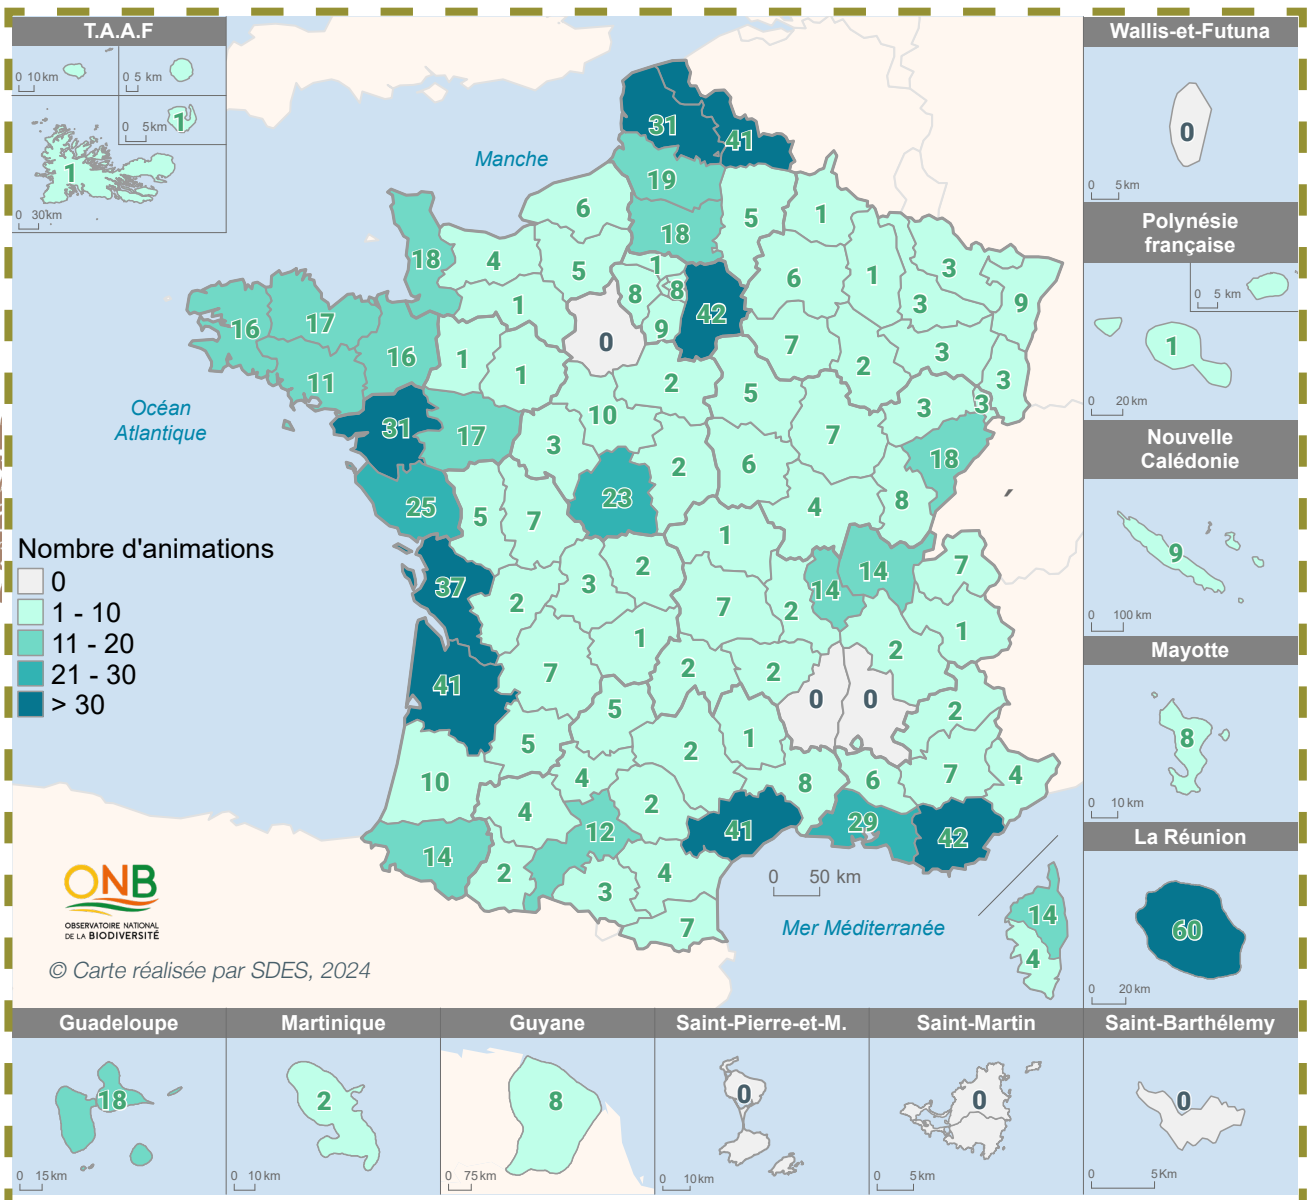 T.A.A.F
0 10 km
0 5 km
0 5km
1
1
0 30km
Manche
Océan
Atlantique
Mer Méditerranée
31
41
19
6
18
5
1
18
4
5
1
8
8
42
6
1
3
9
3
16
17
1
0
9
16
1
1
7
2
3
3
11
2
5
3
3
31
17
10
7
18
3
2
6
25
5
7
23
4
8
1
Nombre d'animations
0
1 - 10
11 - 20
21 - 30
> 30
37
2
3
2
7
2
14
14
7
1
1
2
41
7
2
2
0
0
2
5
5
2
1
10
4
8
6
7
4
4
12
2
41
29
42
14
2
3
4
7
0 50 km
14
4
ONB
OBSERVATOIRE NATIONAL
DE LA BIODIVERSITÉ
© Carte réalisée par SDES, 2024
Wallis-et-Futuna
0
0 5 km
Polynésie
française
0 5 km
1
0 20 km
Nouvelle
Calédonie
9
0 100 km
Mayotte
8
0 10 km
La Réunion
60
0 20 km
Guadeloupe
18
0 15 km
Martinique
2
0 10 km
Guyane
8
0 75 km
Saint-Pierre-et-M.
0
0 10km
Saint-Martin
0
0 5km
Saint-Barthélemy
0
0 5Km